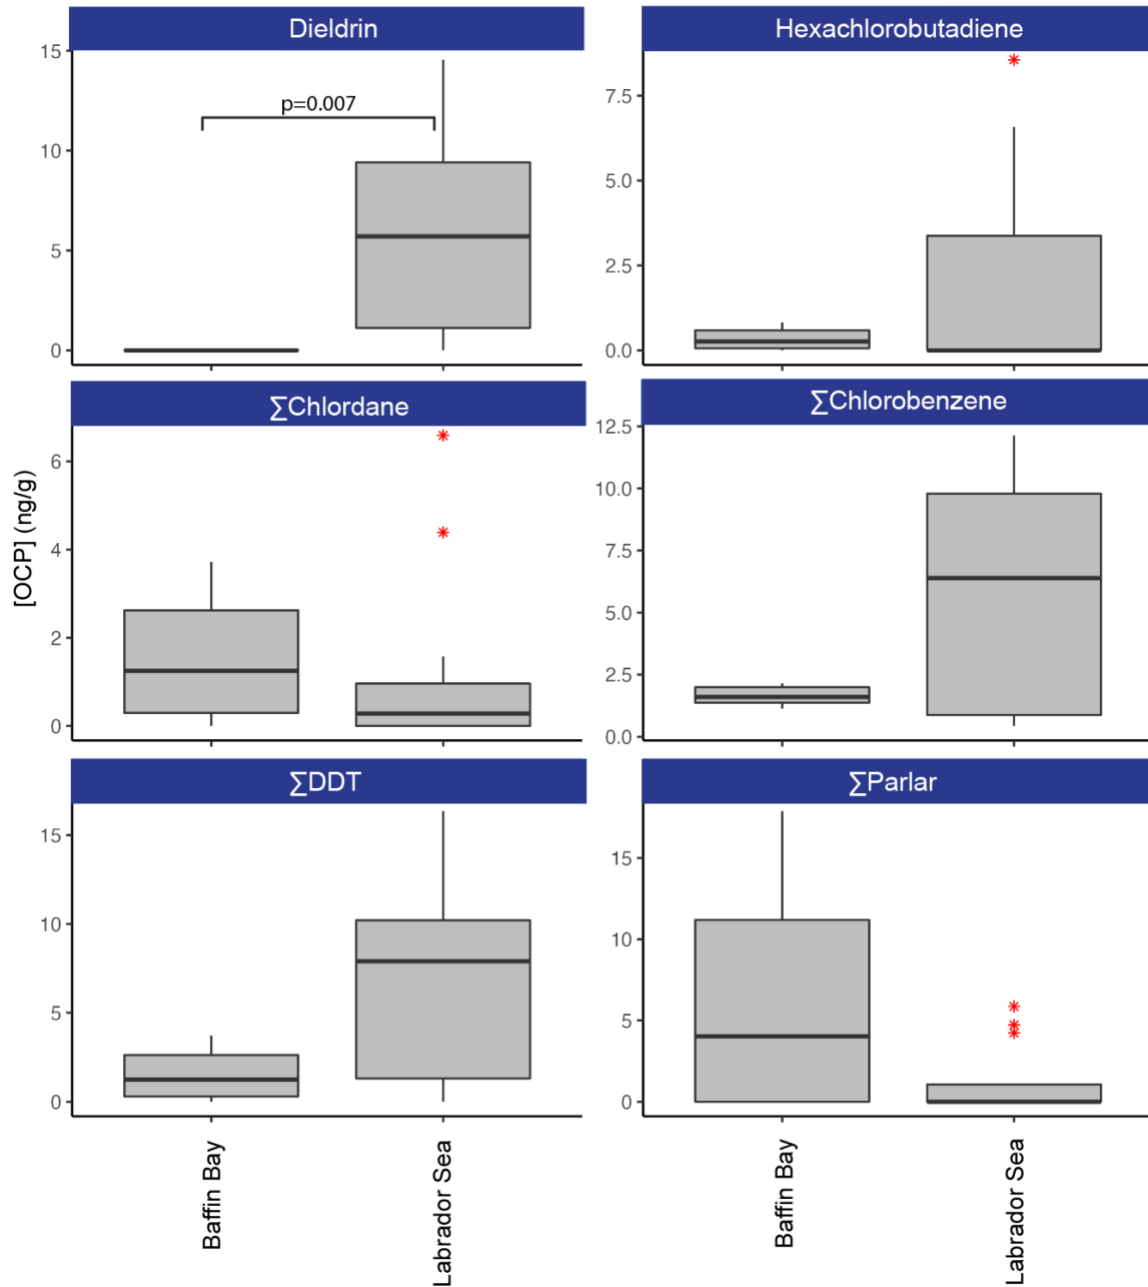 Dieldrin
15
10
5
0
p=0.007
Hexachlorobutadiene
7.5
5.0
2.5
0.0
[OCP] (ng/g)
∑Chlordane
6
4
2
0
∑Chlorobenzene
12.5
10.0
7.5
5.0
2.5
0.0
∑DDT
15
10
5
0
∑Parlar
15
10
5
0
Baffin Bay
Labrador Sea
Baffin Bay
Labrador Sea